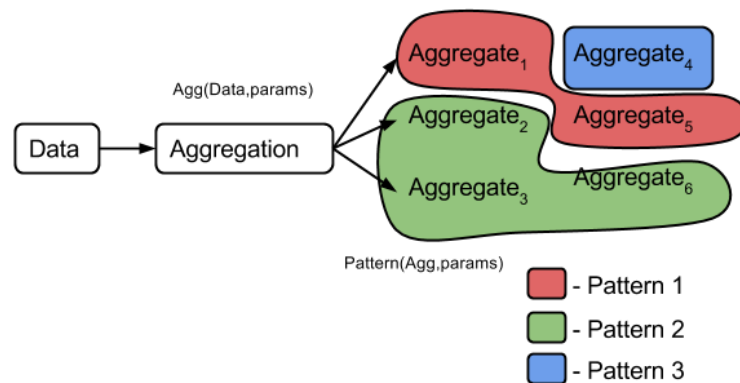 Aggregate1
Aggregate4
Agg(Data,params)
Aggregate2
Aggregate5
Data
Aggregation
Aggregate3
Aggregate6
Pattern(Agg,params)
- Pattern 1
- Pattern 2
- Pattern 3